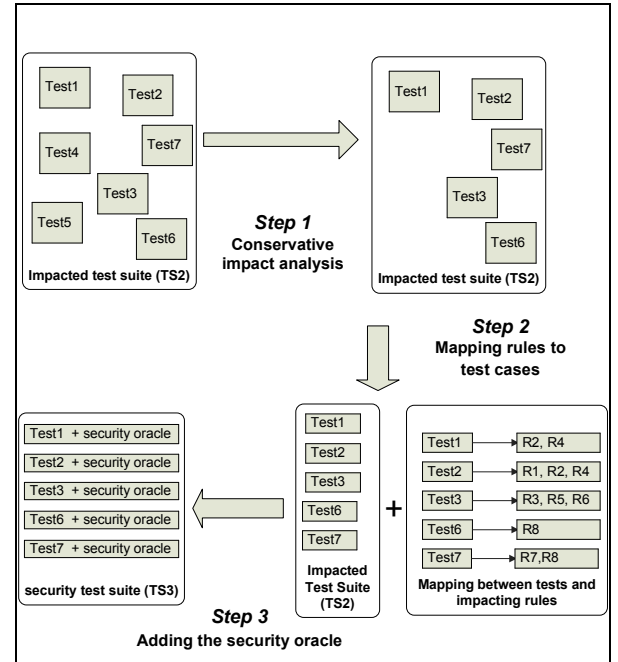 Test1
Test2
Test4
Test7
Test3
Test5
Test6
Impacted test suite (TS2)
Step 1
Conservative
impact analysis
Test1
Test2
Test7
Test3
Test6
Impacted test suite (TS2)
Step 2
Mapping rules to
test cases
Test1
Test2
Test3
Test6
Test7
Impacted
Test Suite
(TS2)
+
Test1 R2, R4
Test2 R1, R2, R4
Test3 R3, R5, R6
Test6 R8
Test7 R7,R8
Mapping between tests and
impacting rules
Test1 + security oracle
Test2 + security oracle
Test3 + security oracle
Test6 + security oracle
Test7 + security oracle
security test suite (TS3)
Step 3
Adding the security oracle